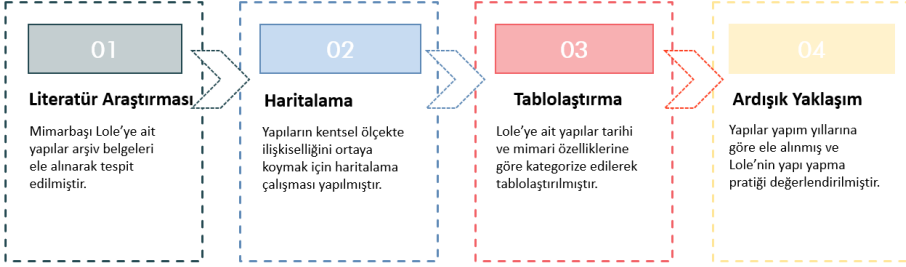 01
Literatür Araştırması
Mimarbaşı Lole’ye ait
yapılar arşiv belgeleri
ele alınarak tespit
edilmiştir.
02
Haritalama
Yapıların kentsel ölçekte
ilişkiselliğini ortaya
koymak için haritalama
çalışması yapılmıştır.
03
Tablolaştırma
Lole’ye ait yapılar tarihi
ve mimari özelliklerine
göre kategorize edilerek
tablolaştırılmıştır.
04
Ardışık Yaklaşım
Yapılar yapım yıllarına
göre ele alınmış ve
Lole’nin yapı yapma
pratiği değerlendirilmiştir.